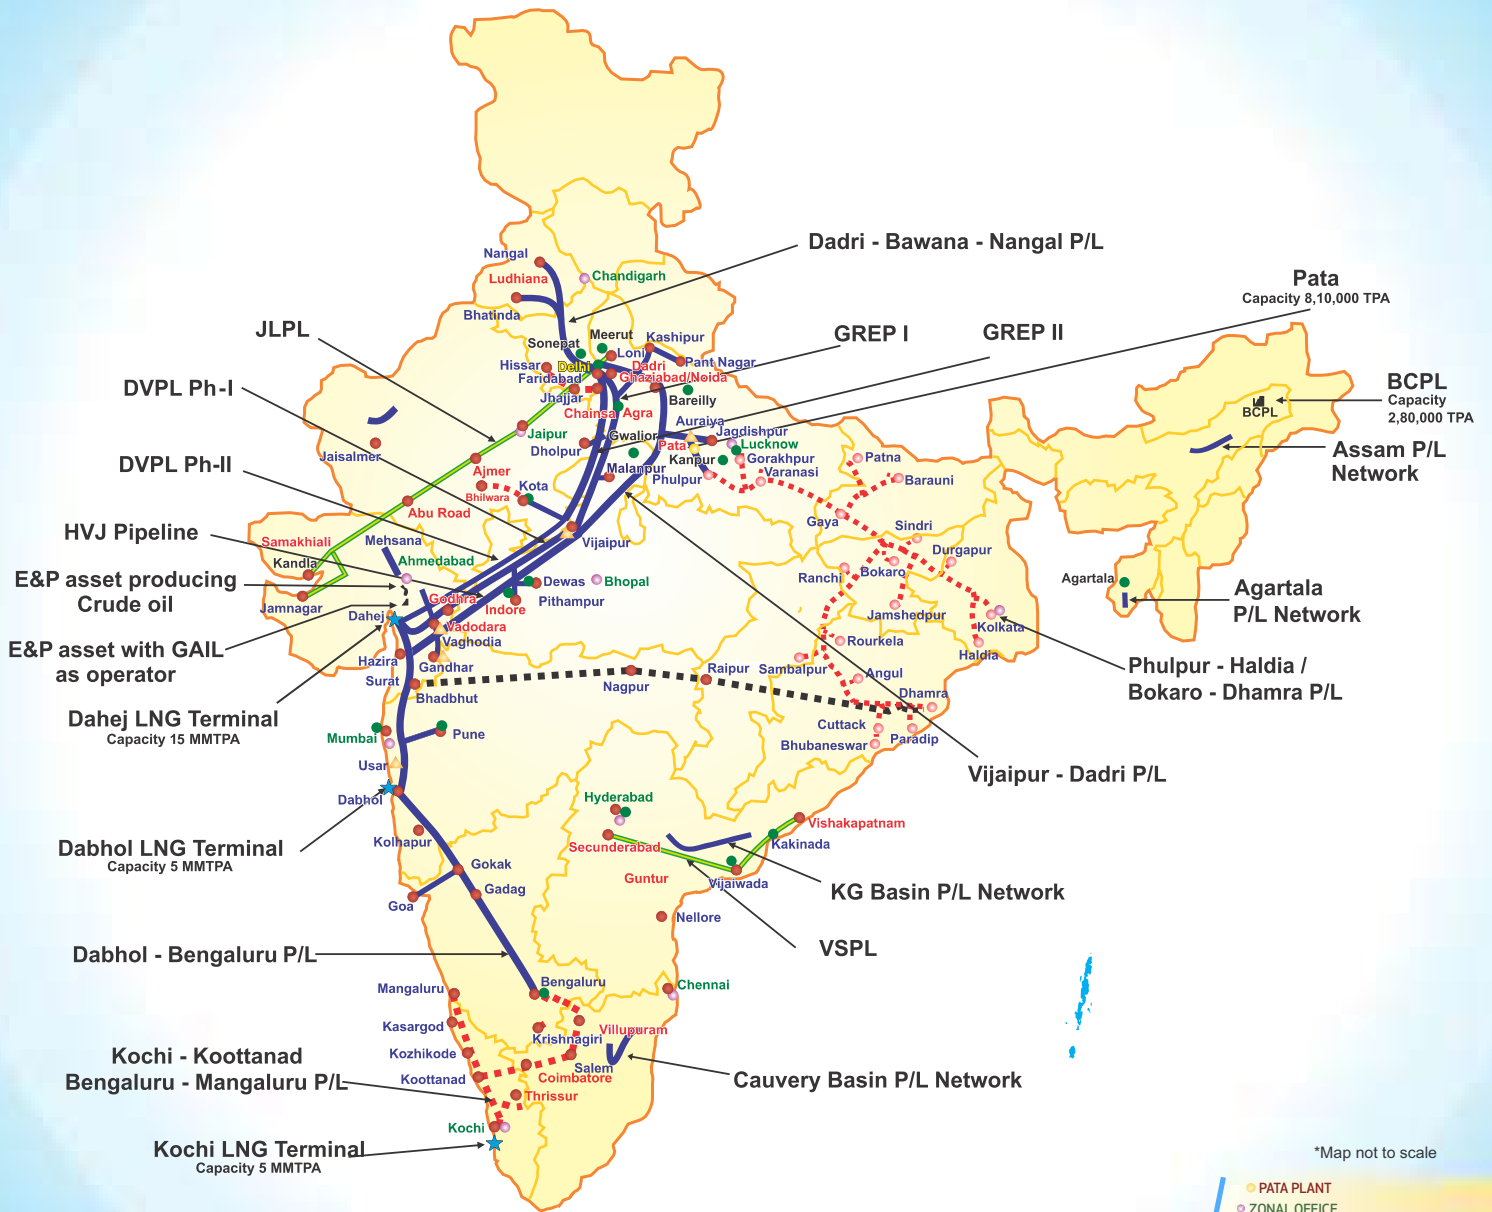 Dadri - Bawana - Nangal P/L
Nangal
Ludhiana
Chandigarh
Bhatinda
Pata
Capacity 8,10,000 TPA
JLPL
GREP I
GREP II
Meerut
Kashipur
Sonepat
Loni
Hissar
Delhi
Dadri
Pant Nagar
Faridabad
Ghaziabad/Noida
Jhajjar
Bareilly
DVPL Ph-I
BCPL
Capacity
2,80,000 TPA
BCPL
Chainsa
Agra
Auraiya
Jagdishpur
Jaipur
Gwalior
Pata
Lucknow
Dholpur
Kanpur
Gorakhpur
Jaisalmer
Patna
Assam P/L
Network
DVPL Ph-II
Ajmer
Malanpur
Phulpur
Varanasi
Barauni
Bhilwara
Kota
Abu Road
Gaya
Sindri
HVJ Pipeline
Samakhiali
Mehsana
Vijaipur
Durgapur
Kandla
Ahmedabad
Ranchi
Bokaro
E&P asset producing
Crude oil
Dewas
Bhopal
Agartala
Agartala
P/L Network
Jamnagar
Godhra
Indore
Pithampur
Jamshedpur
Dahej
Vadodara
Kolkata
Vaghodia
Rourkela
Haldia
E&P asset with GAIL
as operator
Hazira
Gandhar
Sambalpur
Phulpur - Haldia /
Bokaro - Dhamra P/L
Surat
Raipur
Angul
Bhadbhut
Nagpur
Dhamra
Dahej LNG Terminal
Capacity 15 MMTPA
Mumbai
Pune
Cuttack
Paradip
Bhubaneswar
Usar
Vijaipur - Dadri P/L
Dabhol
Hyderabad
Vishakapatnam
Kolhapur
Secunderabad
Kakinada
Dabhol LNG Terminal
Capacity 5 MMTPA
Gokak
Guntur
Vijaiwada
KG Basin P/L Network
Gadag
Goa
Nellore
VSPL
Dabhol - Bengaluru P/L
Mangaluru
Bengaluru
Chennai
Kasargod
Villupuram
Krishnagiri
Kozhikode
Kochi - Koottanad
Bengaluru - Mangaluru P/L
Koottanad
Salem
Coimbatore
Cauvery Basin P/L Network
Thrissur
Kochi
Kochi LNG Terminal
Capacity 5 MMTPA
*Map not to scale
PATA PLANT
ZONAL OFFICE